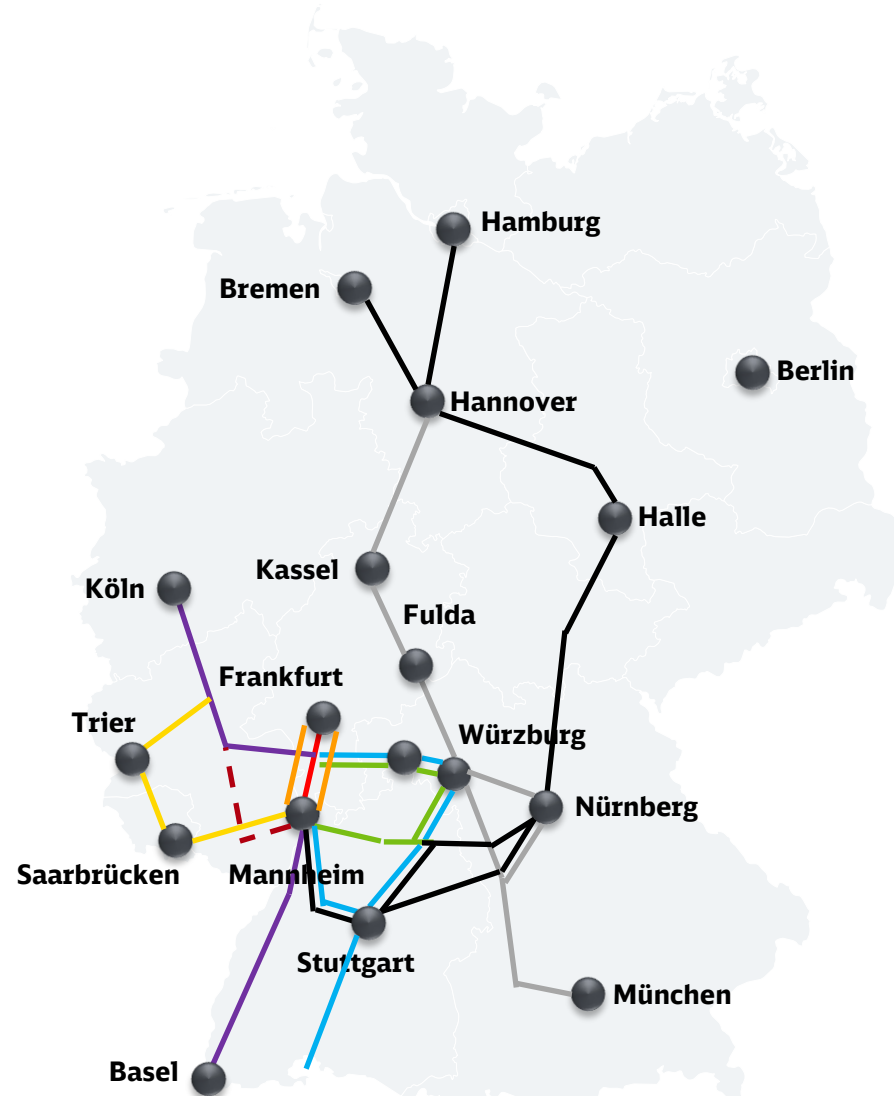 Hamburg
Bremen
Berlin
Hannover
Halle
Kassel
Köln
Fulda
Frankfurt
Trier
Würzburg
Nürnberg
Saarbrücken
Mannheim
Stuttgart
München
Basel